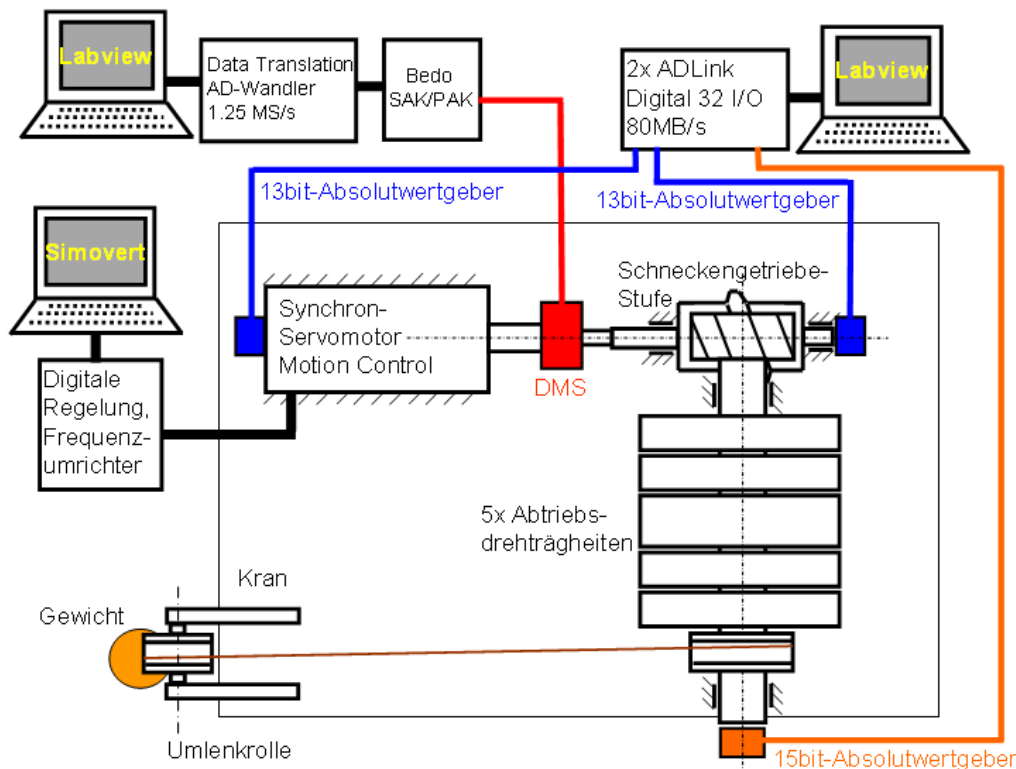 Labview
Data Translation
AD-Wandler
1.25 MS/s
Bedo
SAK/PAK
2x ADLink
Digital 32 I/O
80MB/s
Labview
13bit-Absolutwertgeber
13bit-Absolutwertgeber
Simovert
Synchron-
Servomotor
Motion Control
Schneckengetriebe-
Stufe
DMS
Digitale
Regelung,
Frequenz-
umrichter
5x Abtriebs-
drehträgheiten
Kran
Gewicht
Umlenkrolle
15bit-Absolutwertgeber